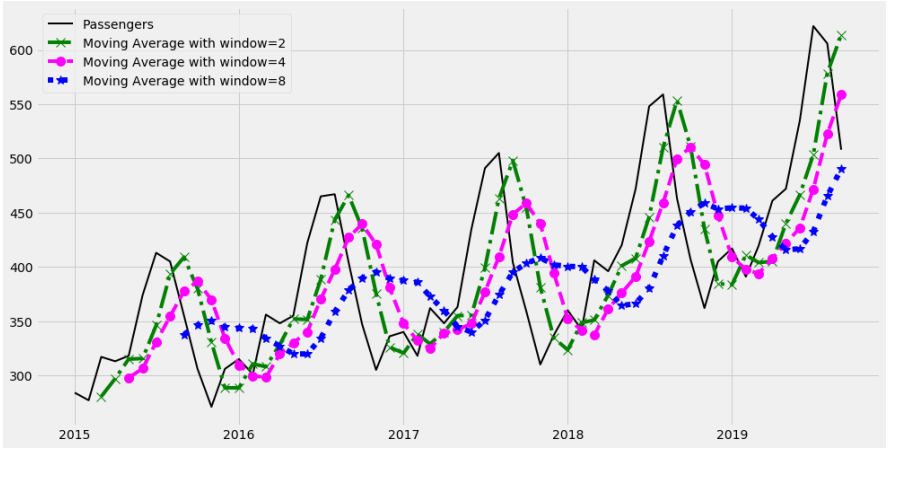 Passengers
Moving Average with window=2
Moving Average with window=4
Moving Average with window=8
600
550
500
450
400
350
300
2015 2016 2017 2018 2019